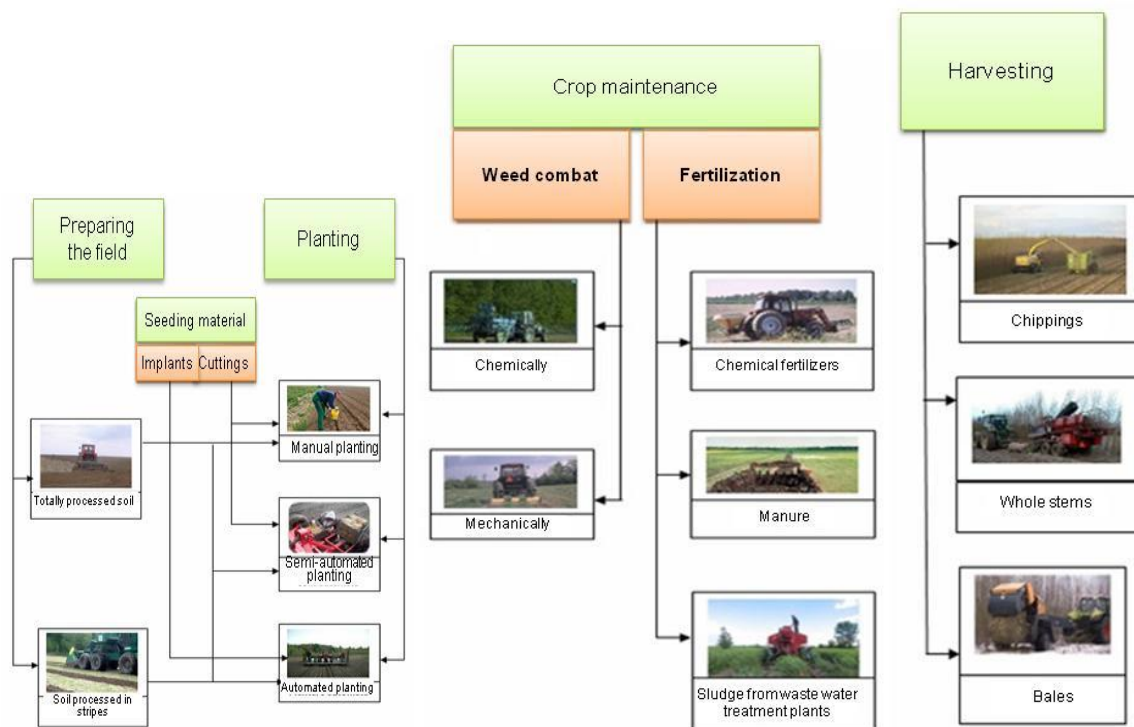 Preparing
the field
Totally processed soil
Soil processed in
stripes
Planting
Seeding material
Implants
Cuttings
Manual planting
Semi-automated
planting
Automated planting
Crop maintenance
Weed combat
Chemically
Mechanically
Fertilization
Chemical fertilizers
Manure
Sludge from waste water
treatment plants
Harvesting
Chippings
Whole stems
Bales